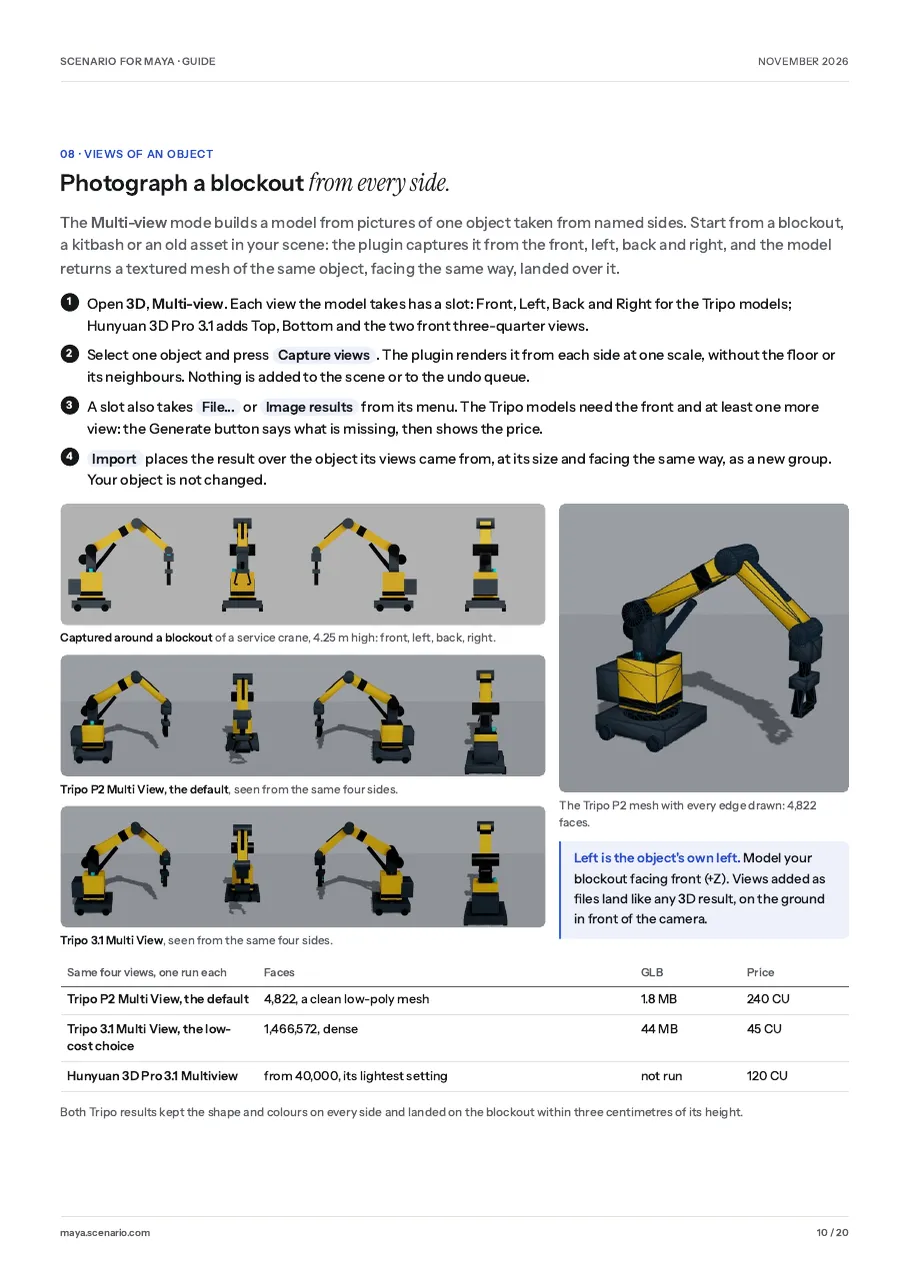 SCENARIO FOR MAYA · GUIDE
NOVEMBER 2026
08 · VIEWS OF AN OBJECT
Photograph a blockout from every side.
The Multi-view mode builds a model from pictures of one object taken from named sides. Start from a blockout,
a kitbash or an old asset in your scene: the plugin captures it from the front, left, back and right, and the model
returns a textured mesh of the same object, facing the same way, landed over it.
1 Open 3D, Multi-view. Each view the model takes has a slot: Front, Left, Back and Right for the Tripo models;
Hunyuan 3D Pro 3.1 adds Top, Bottom and the two front three-quarter views.
2 Select one object and press Capture views . The plugin renders it from each side at one scale, without the floor or
its neighbours. Nothing is added to the scene or to the undo queue.
3 A slot also takes File... or Image results from its menu. The Tripo models need the front and at least one more
view: the Generate button says what is missing, then shows the price.
4 Import places the result over the object its views came from, at its size and facing the same way, as a new group.
Your object is not changed.
Captured around a blockout of a service crane, 4.25 m high: front, left, back, right.
Tripo P2 Multi View, the default, seen from the same four sides.
Tripo 3.1 Multi View, seen from the same four sides.
The Tripo P2 mesh with every edge drawn: 4,822
faces.
Left is the object's own left. Model your
blockout facing front (+Z). Views added as
files land like any 3D result, on the ground
in front of the camera.
Same four views, one run each Faces GLB Price
Tripo P2 Multi View, the default 4,822, a clean low-poly mesh 1.8 MB 240 CU
Tripo 3.1 Multi View, the low- 1,466,572, dense 44 MB 45 CU
cost choice
Hunyuan 3D Pro 3.1 Multiview from 40,000, its lightest setting not run 120 CU
Both Tripo results kept the shape and colours on every side and landed on the blockout within three centimetres of its height.
maya.scenario.com
10 / 20